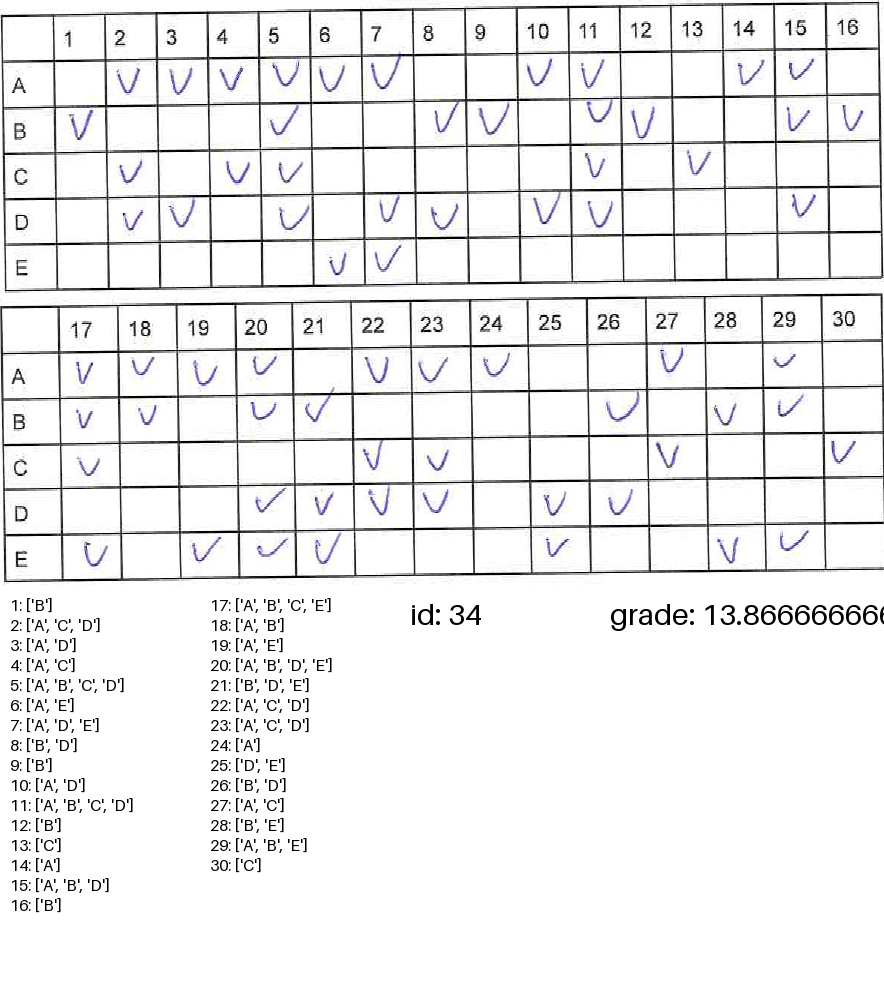 1 2 3 4 5 6 7 8 9 10 11 12 13 14 15 16
A
B
C
D
E
17 18 19 20 21 22 23 24 25 26 27 28 29 30
A
B
C
D
E
1: ['B']
2: ['A', 'C', 'D']
3: ['A', 'D']
4: ['A', 'C']
5: ['A', 'B', 'C', 'D']
6: ['A', 'E']
7: ['A', 'D', 'E']
8: ['B', 'D']
9: ['B']
10: ['A', 'D']
11: ['A', 'B', 'C', 'D']
12: ['B']
13: ['C']
14: ['A']
15: ['A', 'B', 'D']
16: ['B']
17: ['A', 'B', 'C', 'E']
18: ['A', 'B']
19: ['A', 'E']
20: ['A', 'B', 'D', 'E']
21: ['B', 'D', 'E']
22: ['A', 'C', 'D']
23: ['A', 'C', 'D']
24: ['A']
25: ['D', 'E']
26: ['B', 'D']
27: ['A', 'C']
28: ['B', 'E']
29: ['A', 'B', 'E']
30: ['C']
id: 34
grade: 13.866666666